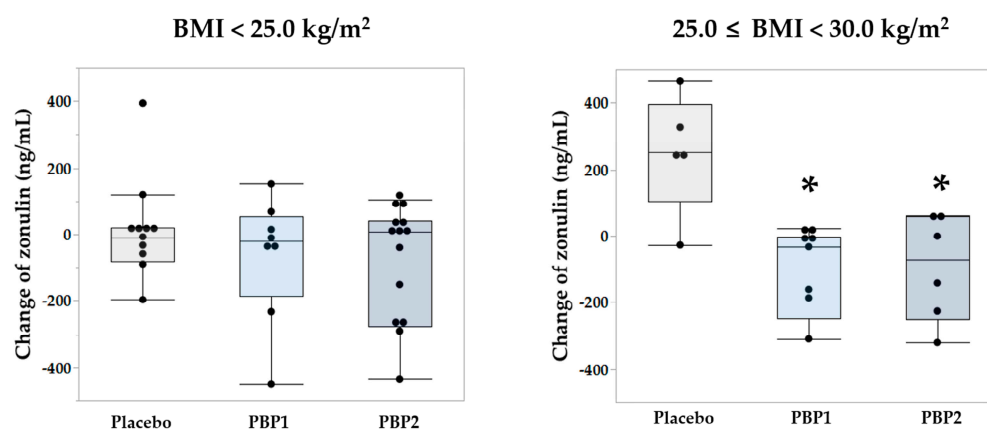 BMI < 25.0 kg/m²
25.0 ≤ BMI < 30.0 kg/m²
Change of zonulin (ng/mL)
400
200
0
-200
-400
Placebo
PBP1
PBP2
Change of zonulin (ng/mL)
400
200
0
-200
-400
*
*
Placebo
PBP1
PBP2